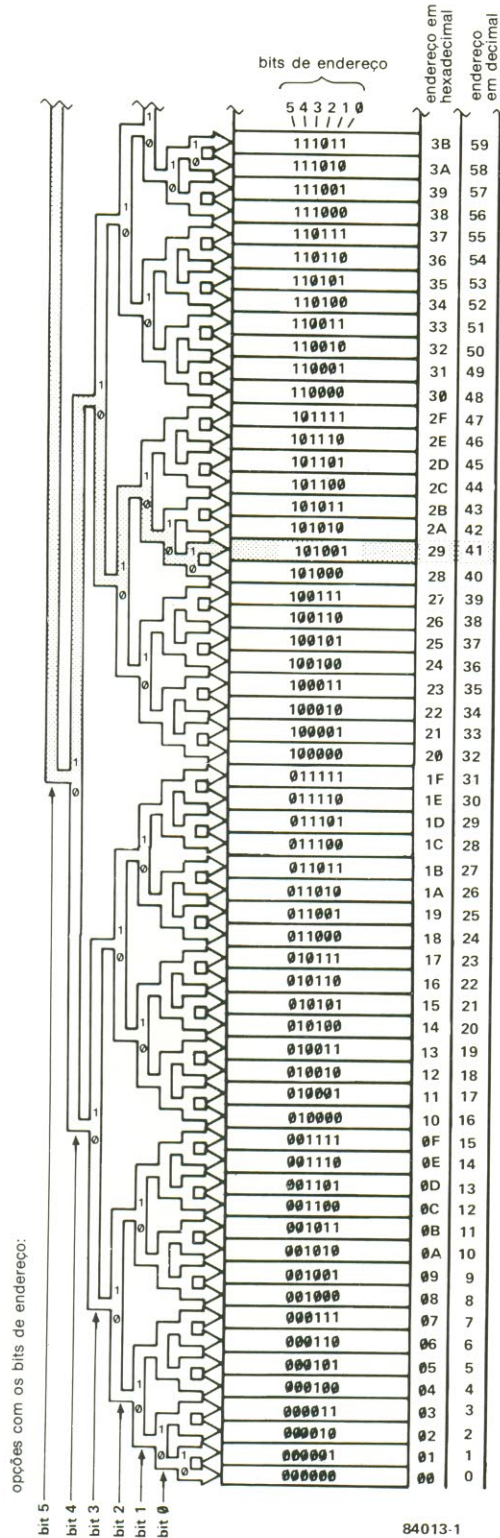 bits de endereço
endereço em
hexadecimal
endereço
em decimal
5 4 3 2 1 0
111011 3B 59
111010 3A 58
111001 39 57
111000 38 56
110111 37 55
110110 36 54
110101 35 53
110100 34 52
110011 33 51
110010 32 50
110001 31 49
110000 30 48
101111 2F 47
101110 2E 46
101101 2D 45
101100 2C 44
101011 2B 43
101010 2A 42
101001 29 41
101000 28 40
100111 27 39
100110 26 38
100101 25 37
100100 24 36
100011 23 35
100010 22 34
100001 21 33
100000 20 32
011111 1F 31
011110 1E 30
011101 1D 29
011100 1C 28
011011 1B 27
011010 1A 26
011001 19 25
011000 18 24
010111 17 23
010110 16 22
010101 15 21
010100 14 20
010011 13 19
010010 12 18
010001 11 17
010000 10 16
001111 0F 15
001110 0E 14
001101 0D 13
001100 0C 12
001011 0B 11
001010 0A 10
001001 09 9
001000 08 8
000111 07 7
000110 06 6
000101 05 5
000100 04 4
000011 03 3
000010 02 2
000001 01 1
000000 00 0
opções com os bits de endereço:
bit 5
bit 4
bit 3
bit 2
bit 1
bit 0
84013-1